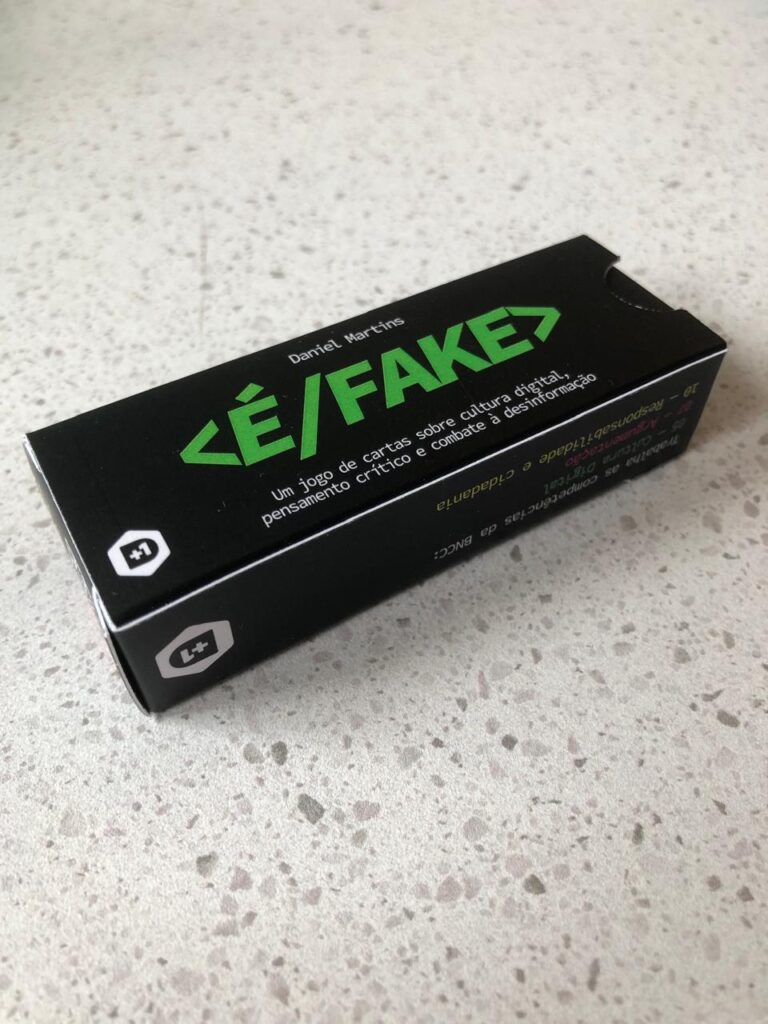 Daniel Martins
<É/FAKE>
Um jogo de cartas sobre cultura digital,
pensamento crítico e combate à desinformação
+1
Trabalha as competências da BNCC:
05 - Cultura Digital
07 - Argumentação
10 - Responsabilidade e Cidadania
+1